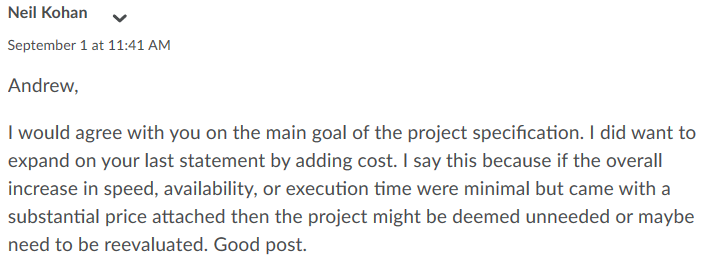 Neil Kohan
September 1 at 11:41 AM
Andrew,
I would agree with you on the main goal of the project specification. I did want to
expand on your last statement by adding cost. I say this because if the overall
increase in speed, availability, or execution time were minimal but came with a
substantial price attached then the project might be deemed unneeded or maybe
need to be reevaluated. Good post.